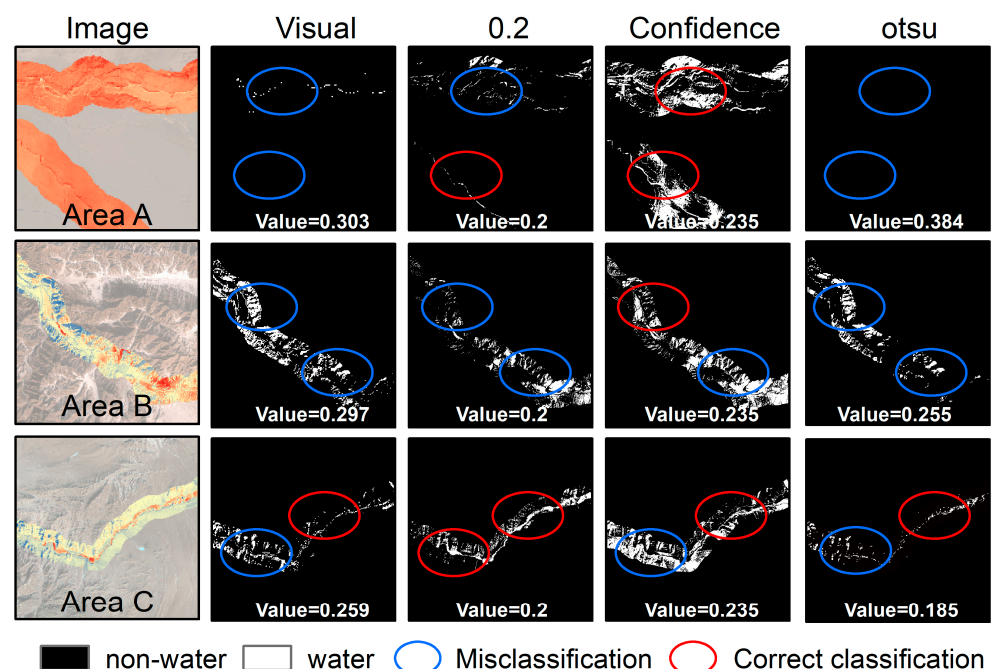 Image Visual 0.2 Confidence otsu
Area A Value=0.303 Value=0.2 Value=0.235 Value=0.384
Area B Value=0.297 Value=0.2 Value=0.235 Value=0.255
Area C Value=0.259 Value=0.2 Value=0.235 Value=0.185
non-water water Misclassification Correct classification